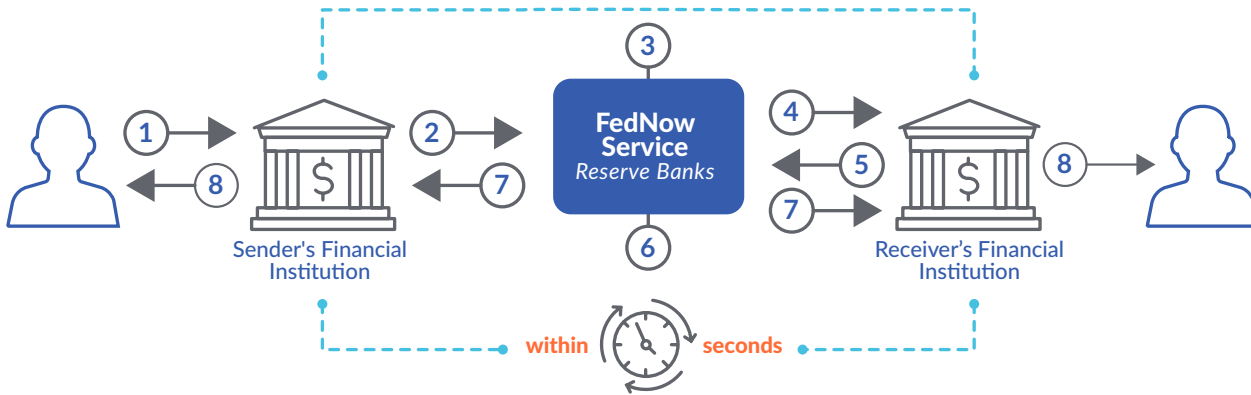 3
FedNow
Service
Reserve Banks
1
2
4
8
7
5
8
7
6
$
$
Sender's Financial
Institution
Receiver’s Financial
Institution
within
seconds